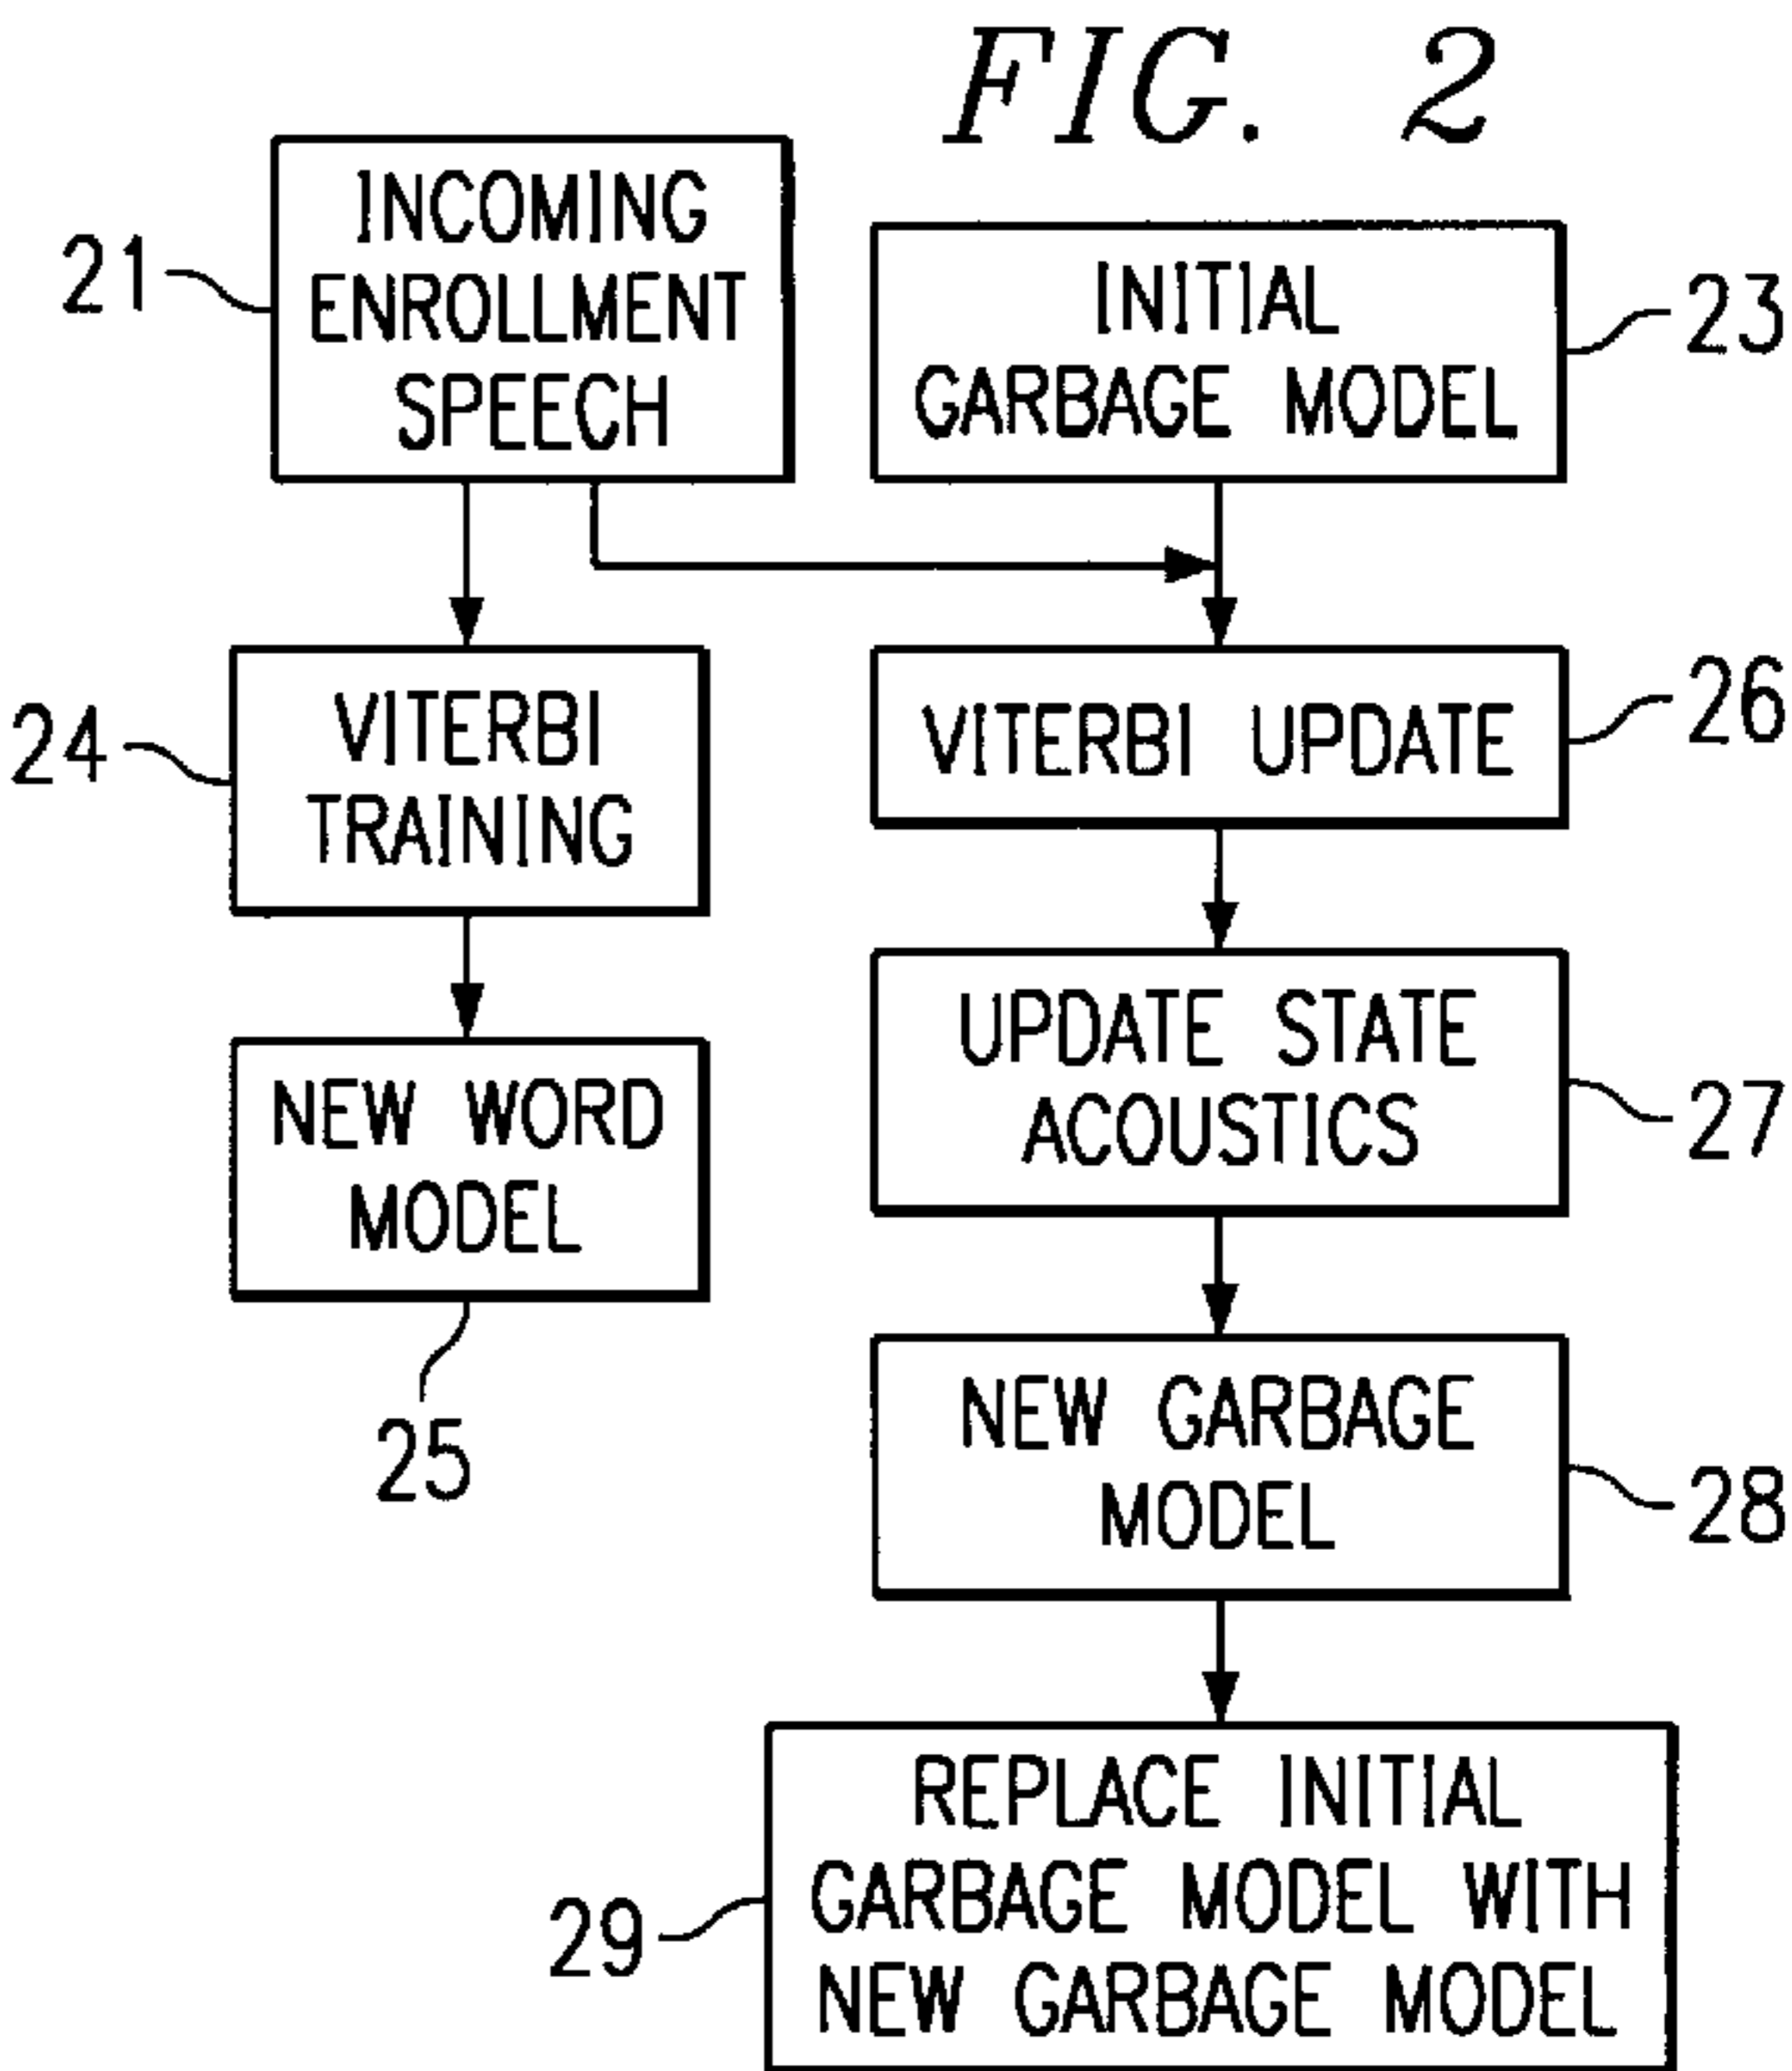 FIG. 2
INCOMING
ENROLLMENT
SPEECH
21
INITIAL
GARBAGE MODEL
23
VITERBI
TRAINING
24
VITERBI UPDATE
26
UPDATE STATE
ACOUSTICS
27
NEW WORD
MODEL
25
NEW GARBAGE
MODEL
28
REPLACE INITIAL
GARBAGE MODEL WITH
NEW GARBAGE MODEL
29